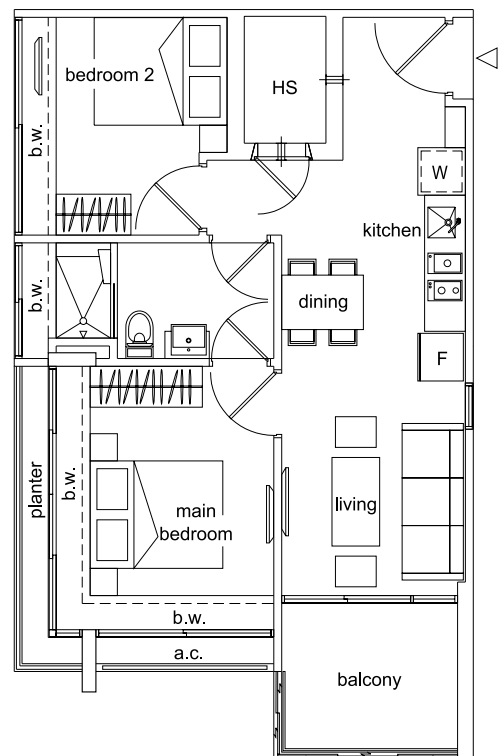 bedroom 2
HS
b.w.
W
kitchen
b.w.
dining
F
planter
b.w.
main
bedroom
living
b.w.
a.c.
balcony